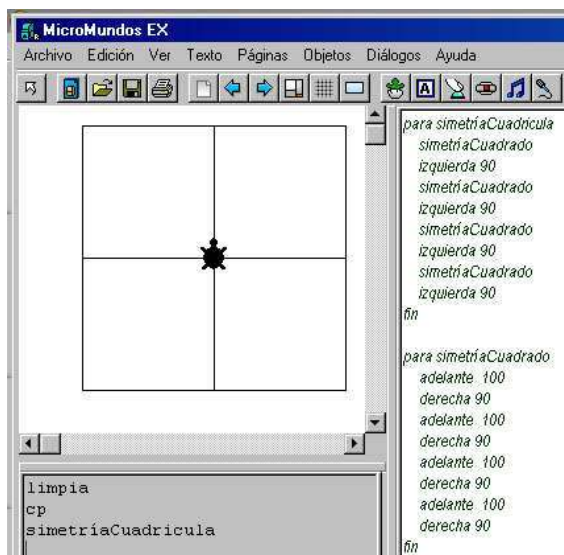 MicroMundos EX
Archivo Edición Ver Texto Páginas Objetos Diálogos Ayuda
A
para simetríaCuadricula
simetríaCuadrado
izquierda 90
simetríaCuadrado
izquierda 90
simetríaCuadrado
izquierda 90
simetríaCuadrado
izquierda 90
fin
para simetríaCuadrado
adelante 100
derecha 90
adelante 100
derecha 90
adelante 100
derecha 90
adelante 100
derecha 90
fin
limpia
cp
simetríaCuadricula